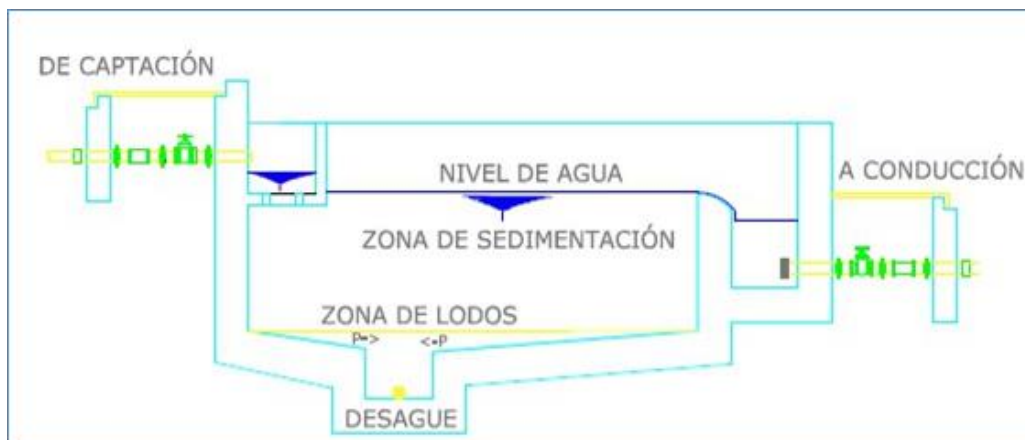 DE CAPTACIÓN
NIVEL DE AGUA
A CONDUCCIÓN
ZONA DE SEDIMENTACIÓN
ZONA DE LODOS
P=> <=P
DESAGUE